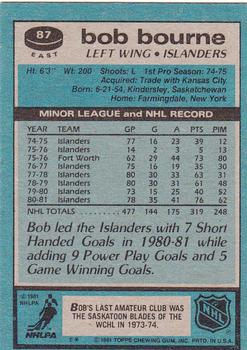 87
EAST
bob bourne
LEFT WING • ISLANDERS
Ht: 6'3" Wt: 200 Shoots: L 1st Pro Season: 74-75
Acquired: Trade with Kansas City
Born: 6-21-54, Kindersley, Saskatchewan
Home: Farmingdale, New York
MINOR LEAGUE and NHL RECORD
YEAR TEAM GP G A PTS PIM
74-75 Islanders 77 16 23 39 12
75-76 Islanders 14 2 3 5 13
75-76 Fort Worth 62 29 44 73 80
76-77 Islanders 75 16 19 35 30
77-78 Islanders 80 30 33 63 31
78-79 Islanders 80 30 31 61 48
79-80 Islanders 73 15 25 40 52
80-81 Islanders 78 35 41 76 62
NHL TOTALS 477 144 175 319 248
Bob led the Islanders with 7 Short
Handed Goals in 1980-81 while
adding 9 Power Play Goals and 5
Game Winning Goals.
© 1981
NHLPA
NHLPA
BOB'S LAST AMATEUR CLUB WAS
THE SASKATOON BLADES OF THE
WCHL IN 1973-74.
NHL
© 1981 TOPPS CHEWING GUM, INC. PRTD. IN U.S.A.